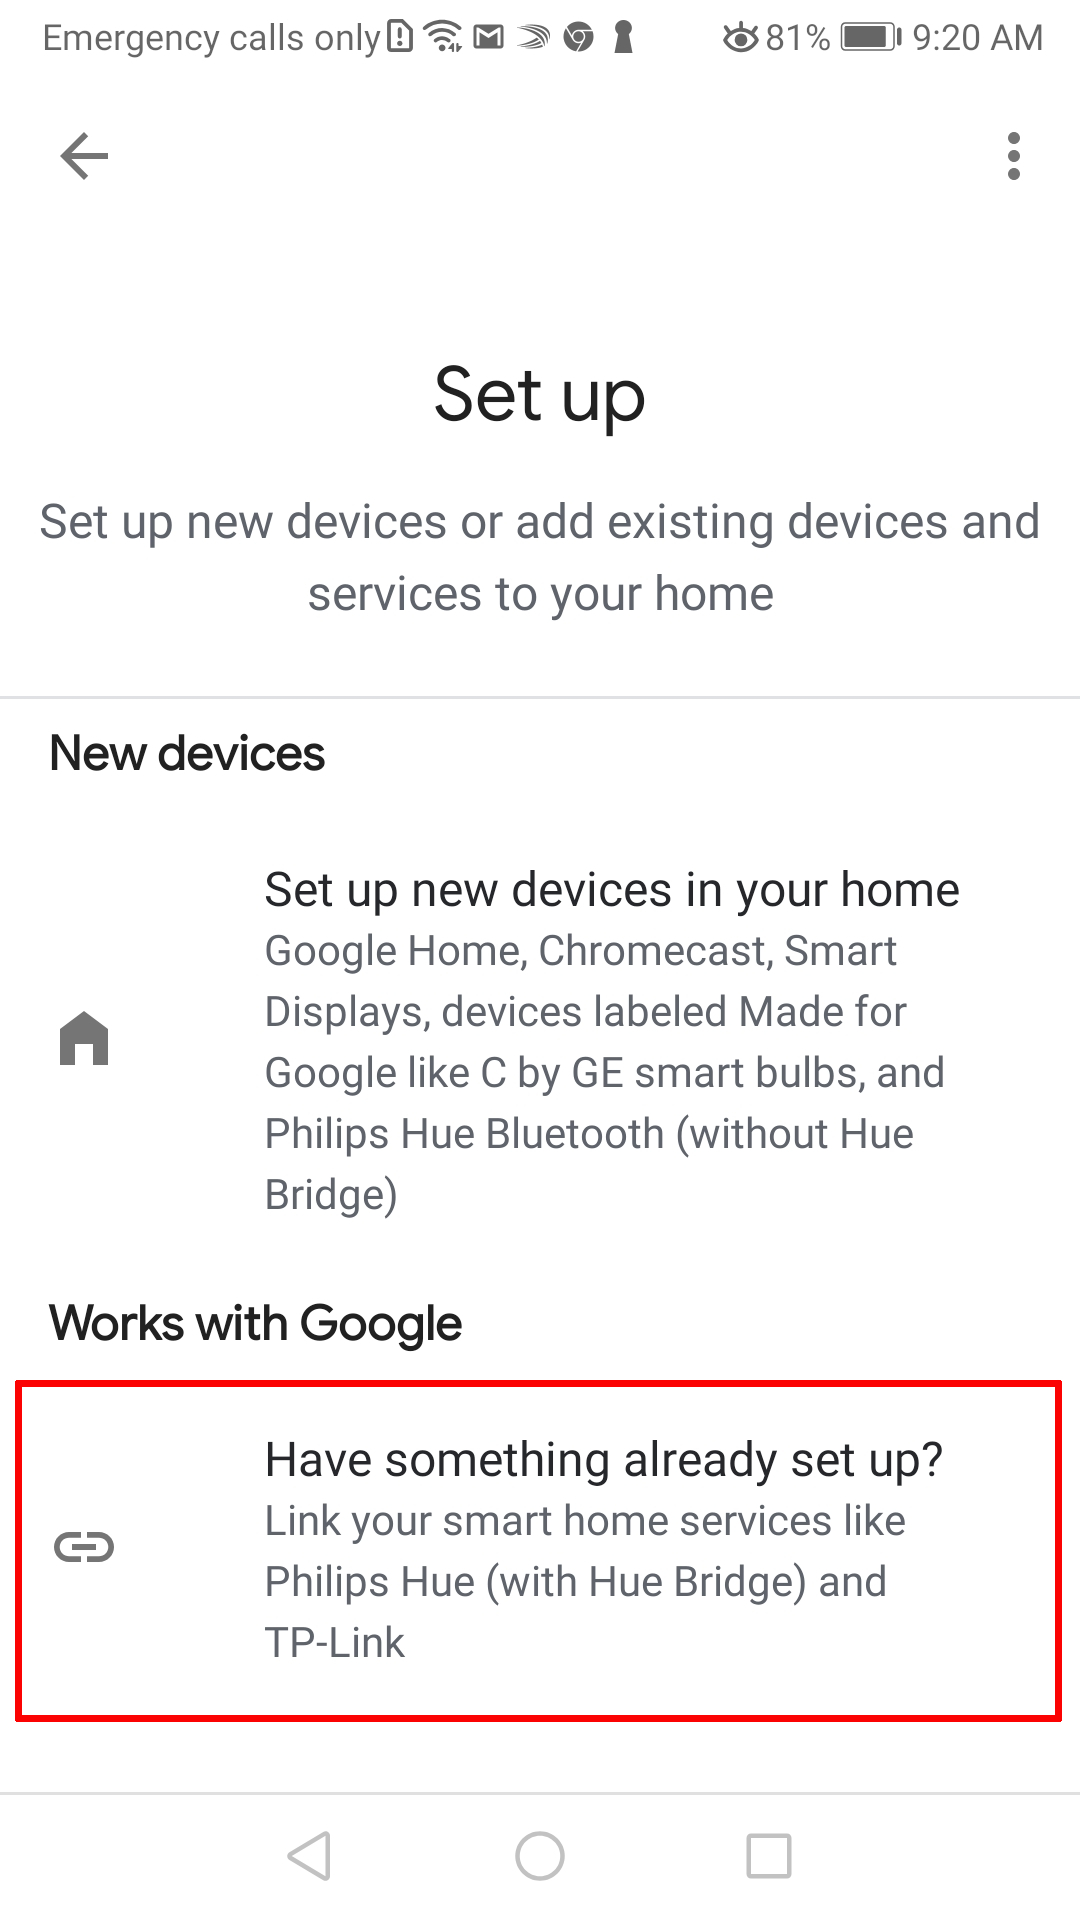 Emergency calls only 81% 9:20 AM
Set up
Set up new devices or add existing devices and
services to your home
New devices
Set up new devices in your home
Google Home, Chromecast, Smart
Displays, devices labeled Made for
Google like C by GE smart bulbs, and
Philips Hue Bluetooth (without Hue
Bridge)
Works with Google
Have something already set up?
Link your smart home services like
Philips Hue (with Hue Bridge) and
TP-Link